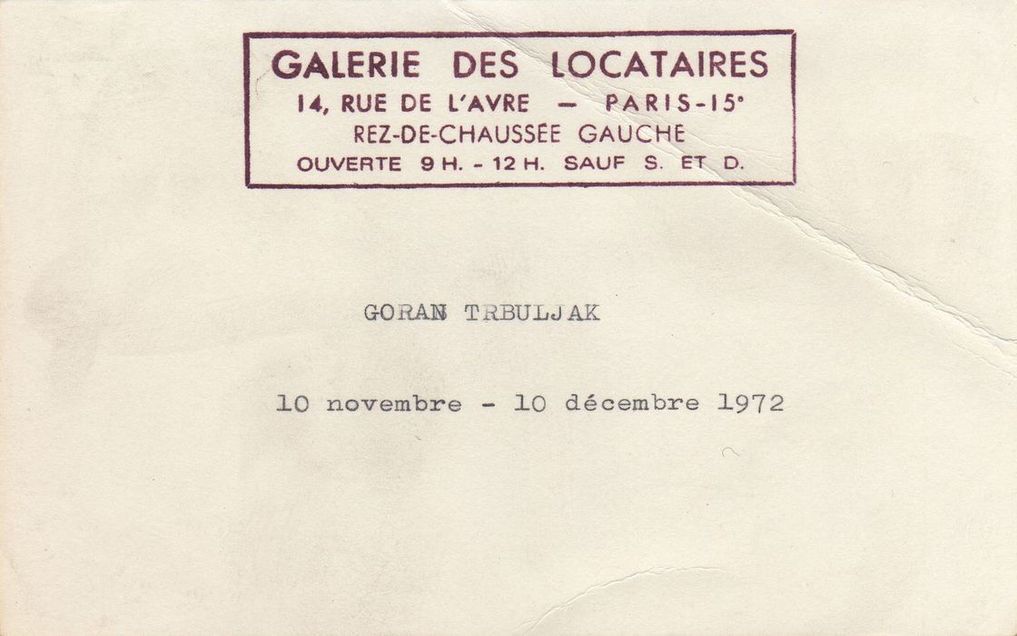 GALERIE DES LOCATAIRES
14, RUE DE L'AVRE — PARIS-15e
REZ-DE-CHAUSSÉE GAUCHE
OUVERTE 9 H. - 12 H. SAUF S. ET D.
GORAN TRBULJAK
10 novembre - 10 décembre 1972